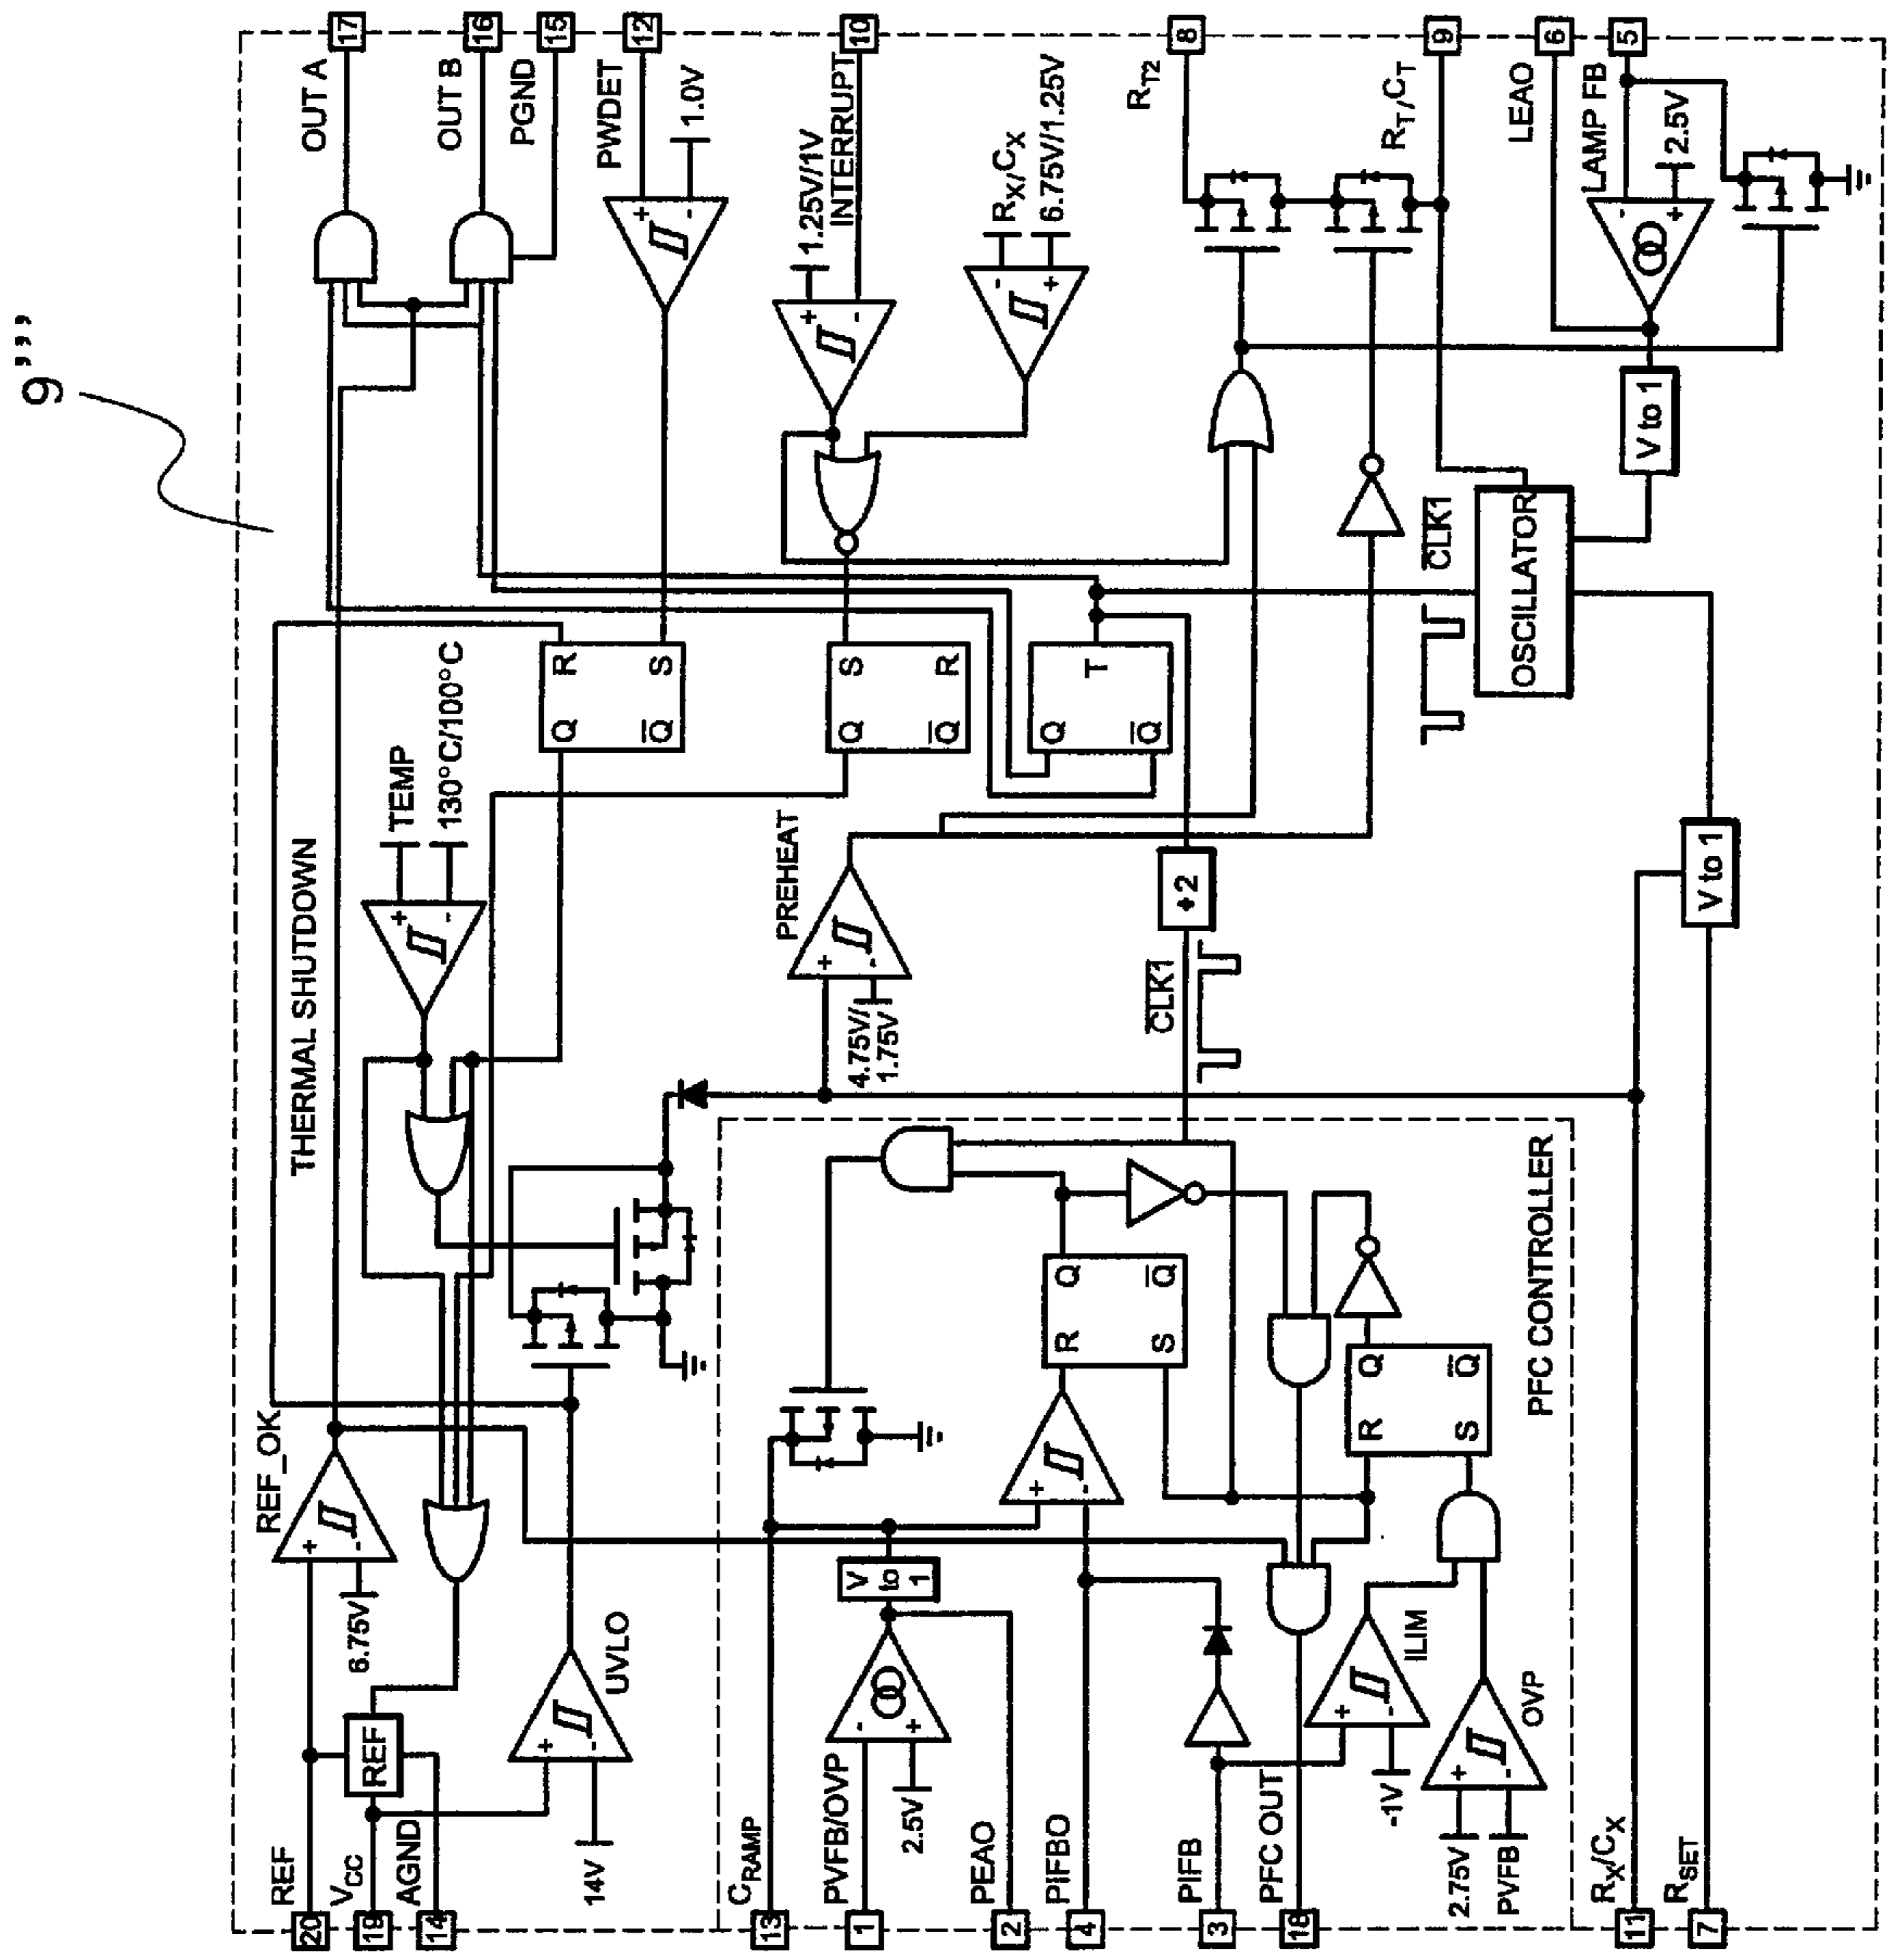 9'''
THERMAL SHUTDOWN
TEMP
130°C/100°C
REF_OK
+
-
6.75V
REF
20
REF
VCC
19
AGND
14
14V
+
-
UVLO
+
-
R
Q
S
Q
OUT A
17
OUT B
16
PGND
15
PWDET
12
1.0V
+
-
1.25V/1V
INTERRUPT
10
+
-
RX/CX
6.75V/1.25V
-
+
S
Q
R
Q
T
Q
Q
PREHEAT
+
-
4.75V/
1.75V
+2
CLK1
CLK1
OSCILLATOR
V to 1
RT2
8
RT/CT
9
LEAO
6
LAMP FB
5
-
+
2.5V
V to 1
CRAMP
13
PVFB/OVP
1
-
+
2.5V
V
to
1
PEAO
2
PIFBO
4
+
-
R
Q
S
Q
PIFB
3
PFC OUT
18
+
-
-1V
ILIM
2.75V
PVFB
+
-
OVP
R
Q
S
Q
PFC CONTROLLER
RX/CX
11
RSET
7